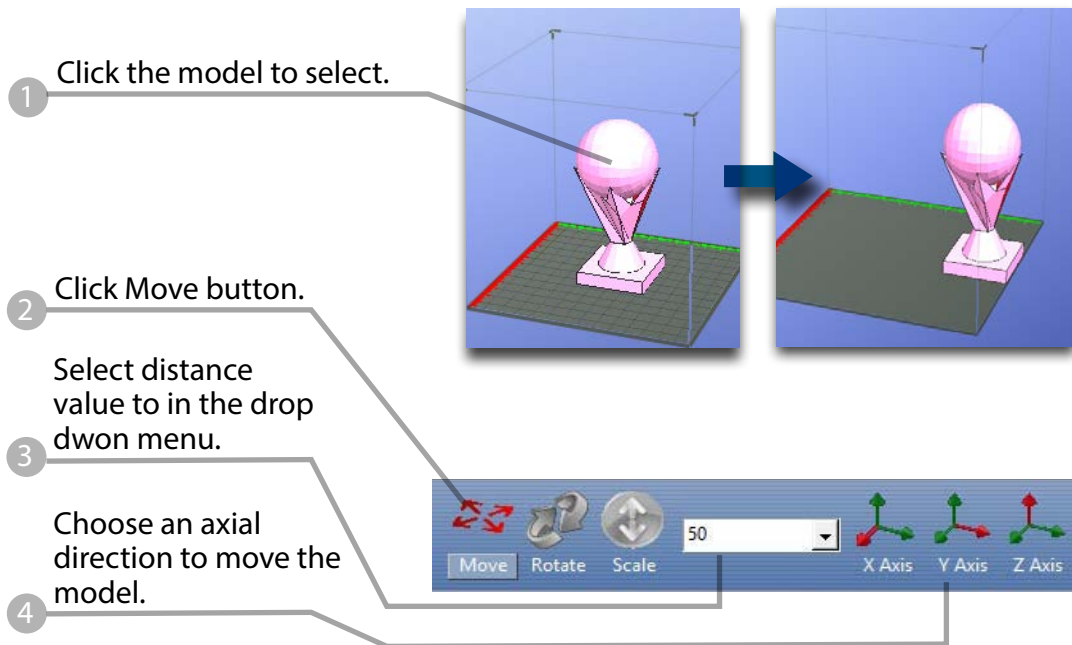 1
Click the model to select.
2
Click Move button.
3
Select distance
value to in the drop
dwon menu.
4
Choose an axial
direction to move the
model.
Move
Rotate
Scale
50
X Axis
Y Axis
Z Axis